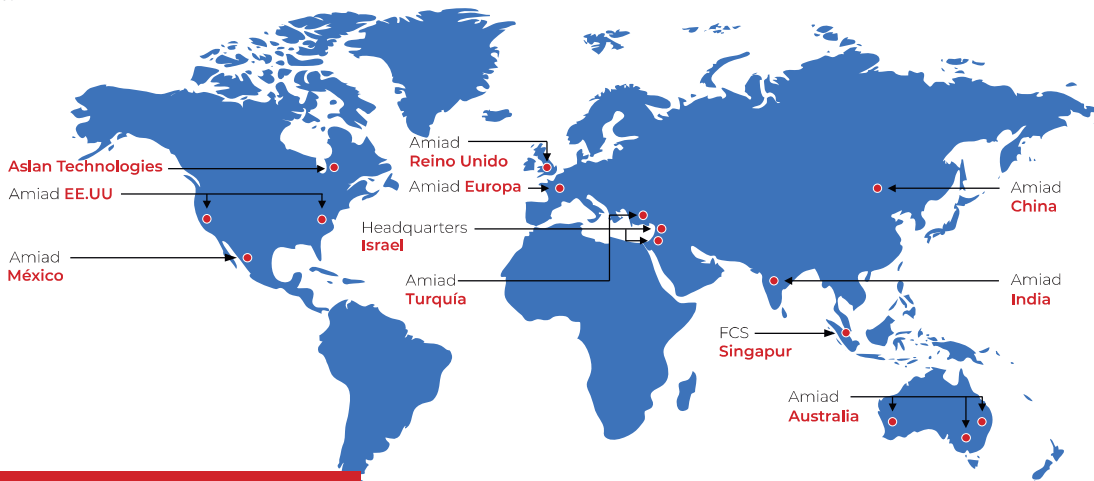 Aslan Technologies
Amiad EE.UU
Amiad
México
Amiad
Reino Unido
Amiad Europa
Headquarters
Israel
Amiad
Turquía
Amiad
China
Amiad
India
FCS
Singapur
Amiad
Australia